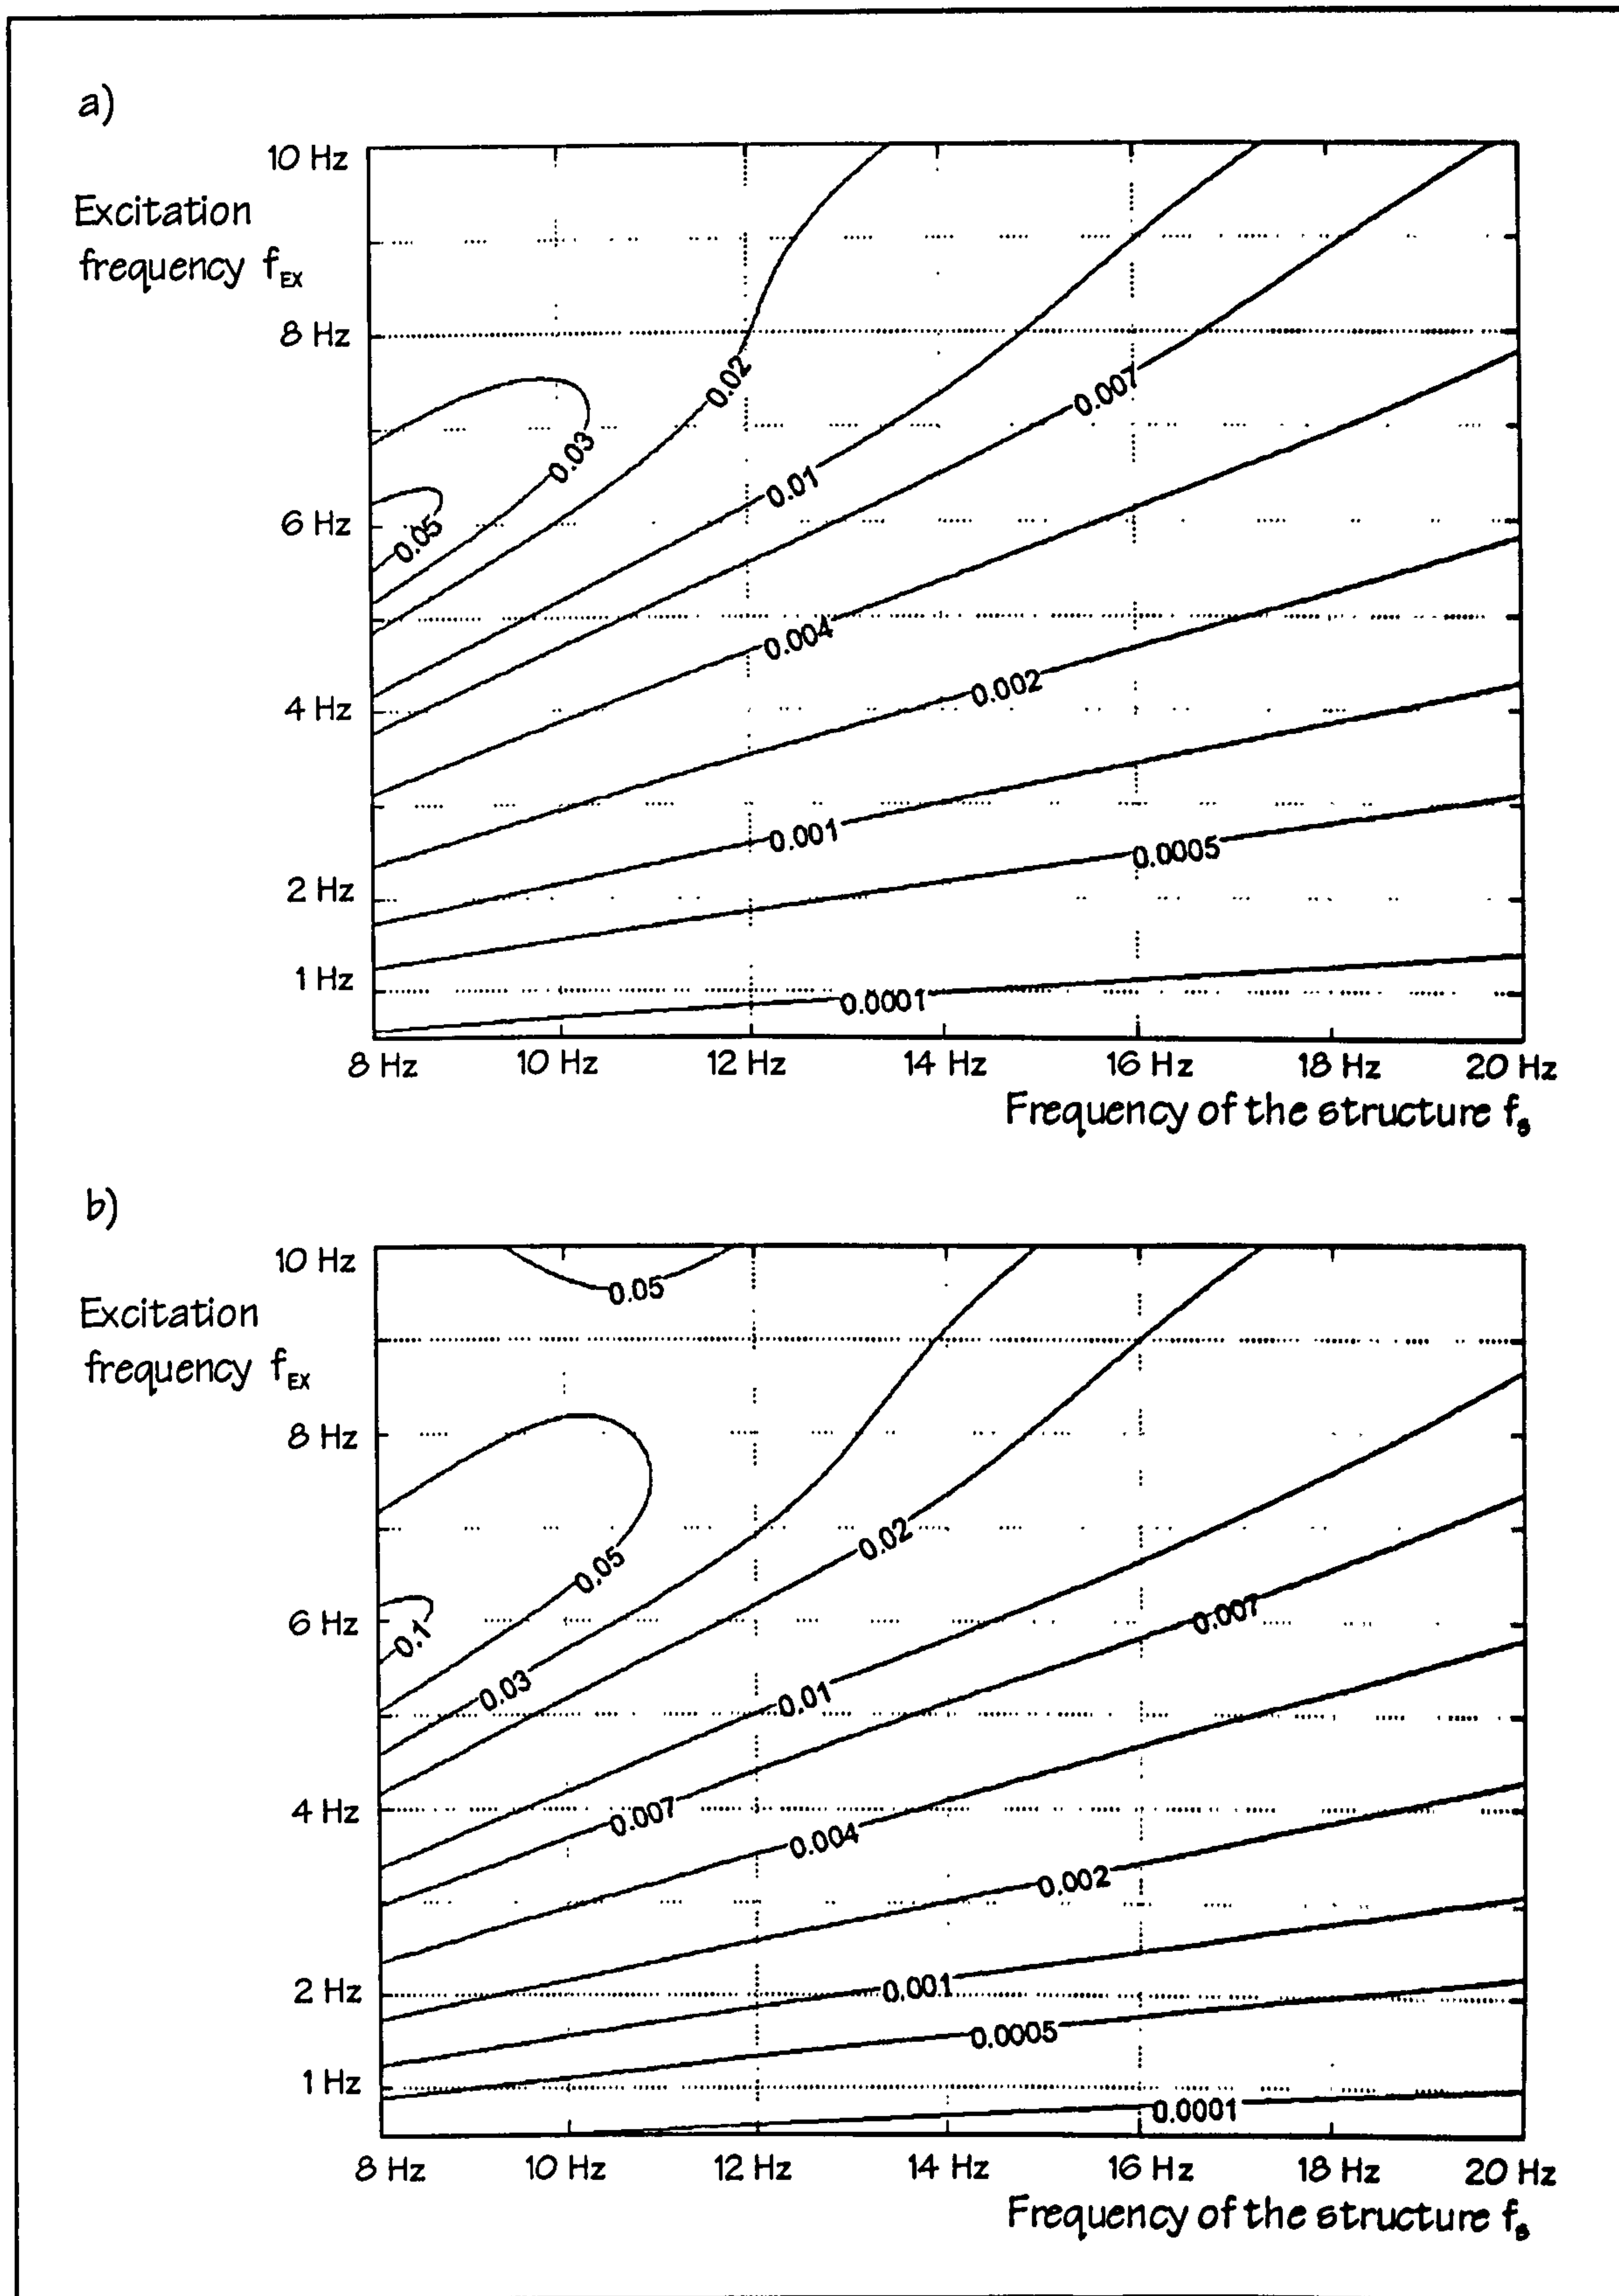 a)
10 Hz
Excitation
frequency fEX
8 Hz
6 Hz
4 Hz
2 Hz
1 Hz
0.02
0.03
0.05
0.01
0.007
0.004
0.002
0.001
0.0005
0.0001
8 Hz 10 Hz 12 Hz 14 Hz 16 Hz 18 Hz 20 Hz
Frequency of the structure fs
b)
10 Hz
Excitation
frequency fEX
8 Hz
6 Hz
4 Hz
2 Hz
1 Hz
0.05
0.05
0.1
0.03
0.02
0.01
0.007
0.007
0.004
0.002
0.001
0.0005
0.0001
8 Hz 10 Hz 12 Hz 14 Hz 16 Hz 18 Hz 20 Hz
Frequency of the structure fs